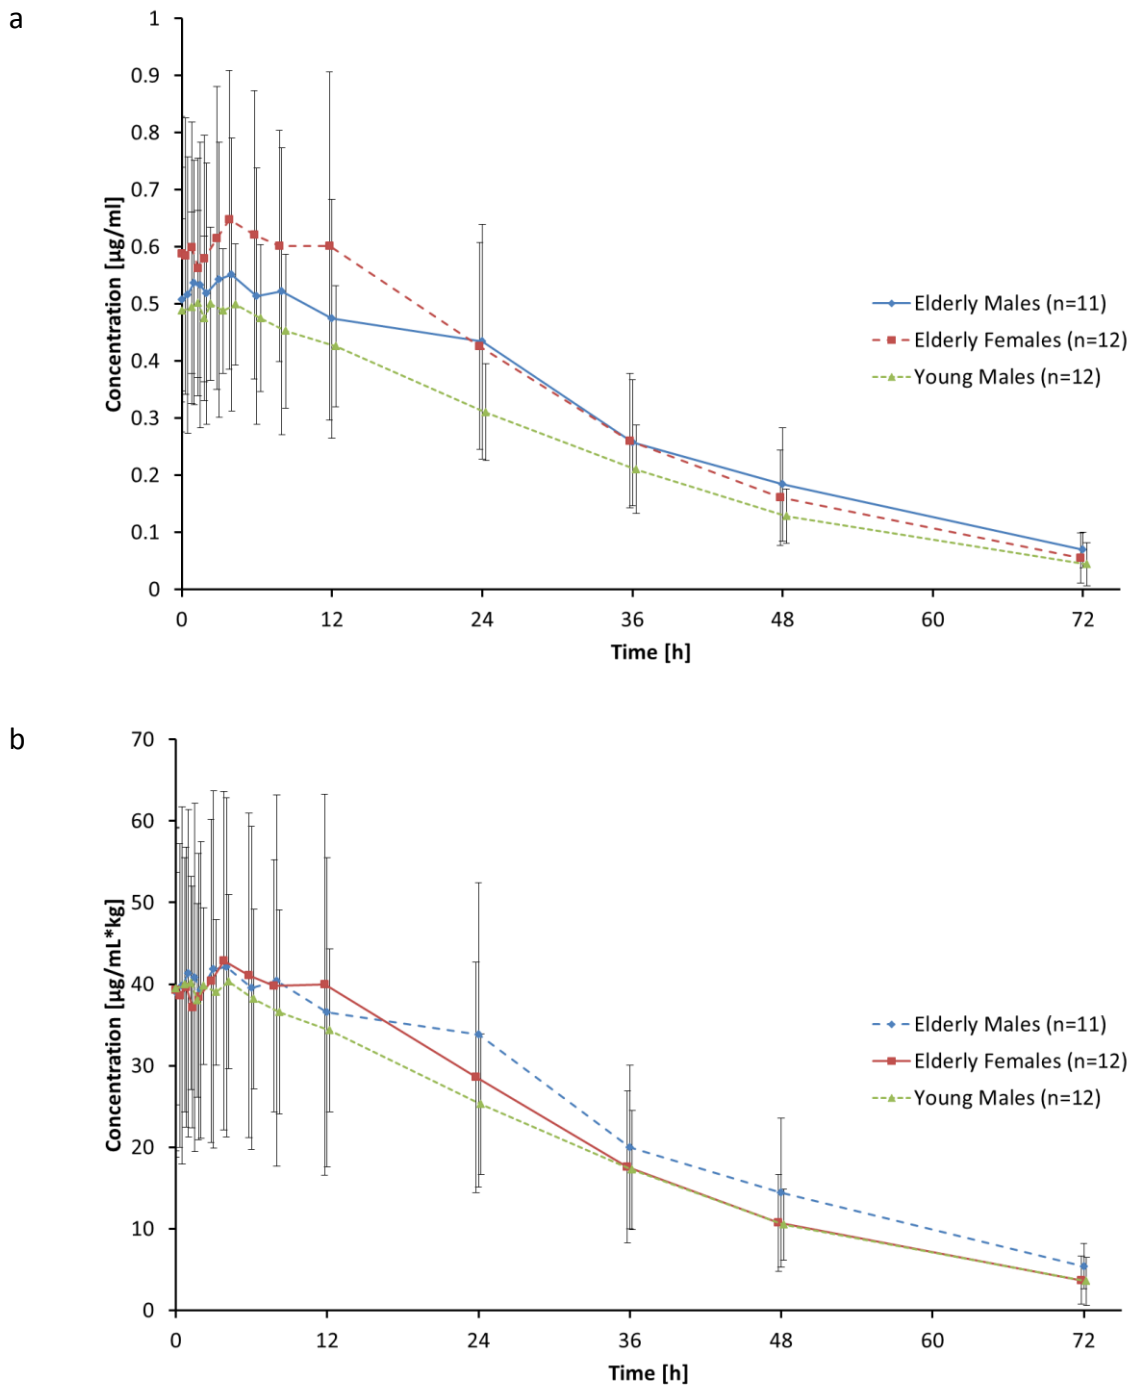 a
1
0.9
0.8
0.7
0.6
0.5
0.4
0.3
0.2
0.1
0
Concentration [µg/ml]
0 12 24 36 48 60 72
Time [h]
Elderly Males (n=11)
Elderly Females (n=12)
Young Males (n=12)
b
70
60
50
40
30
20
10
0
Concentration [µg/mL*kg]
0 12 24 36 48 60 72
Time [h]
Elderly Males (n=11)
Elderly Females (n=12)
Young Males (n=12)